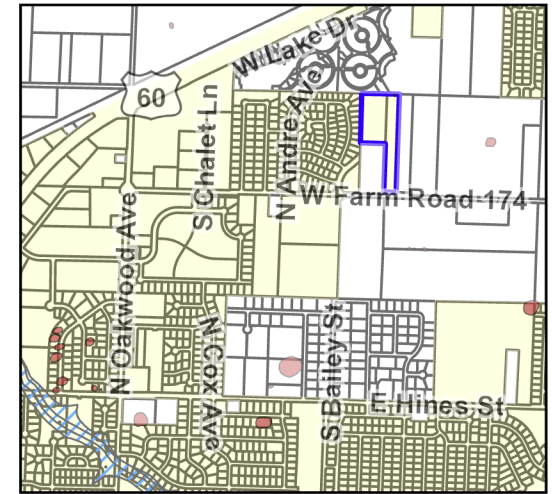 W Lake Dr
60
S Chalet Ln
N Andre Ave
W Farm Road 174
N Oakwood Ave
N Cox Ave
S Bailey St
E Hines St